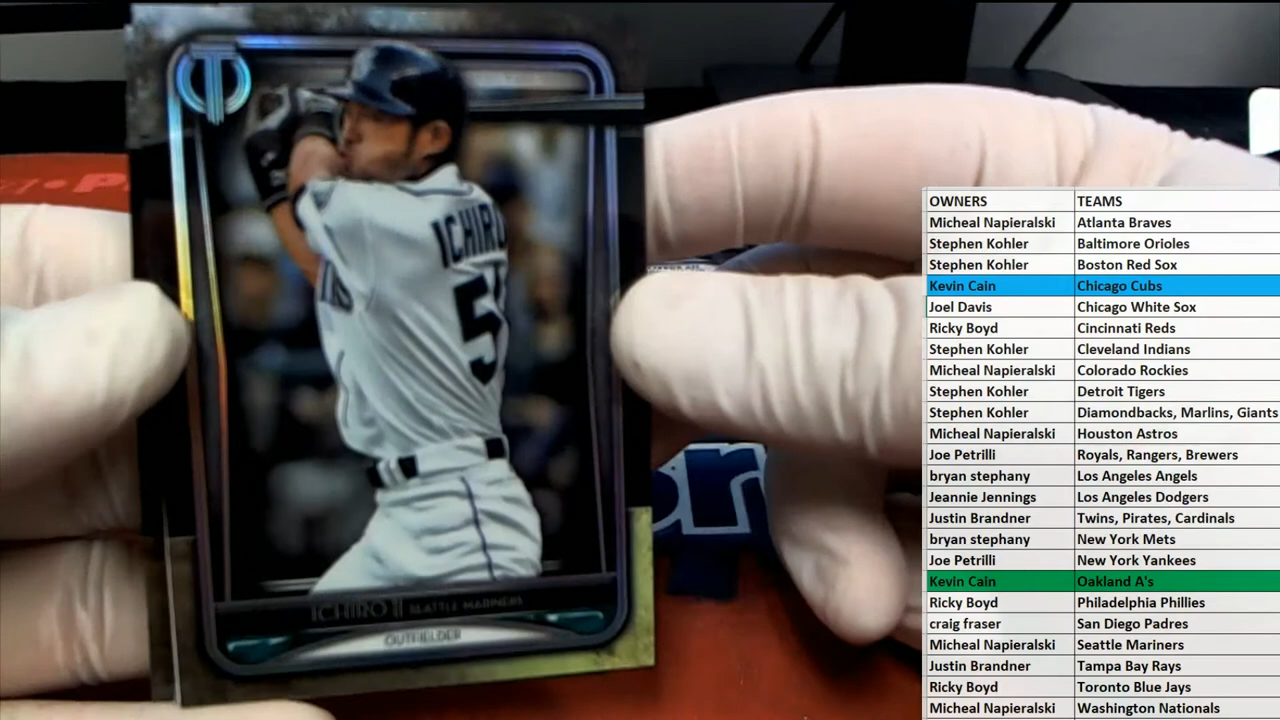 ICHIRO
5
ICHIRO SEATTLE MARINERS
OUTFIELDER
OWNERS TEAMS
Micheal Napieralski Atlanta Braves
Stephen Kohler Baltimore Orioles
Stephen Kohler Boston Red Sox
Kevin Cain Chicago Cubs
Joel Davis Chicago White Sox
Ricky Boyd Cincinnati Reds
Stephen Kohler Cleveland Indians
Micheal Napieralski Colorado Rockies
Stephen Kohler Detroit Tigers
Stephen Kohler Diamondbacks, Marlins, Giants
Micheal Napieralski Houston Astros
Joe Petrilli Royals, Rangers, Brewers
bryan stephany Los Angeles Angels
Jeannie Jennings Los Angeles Dodgers
Justin Brandner Twins, Pirates, Cardinals
bryan stephany New York Mets
Joe Petrilli New York Yankees
Kevin Cain Oakland A's
Ricky Boyd Philadelphia Phillies
craig fraser San Diego Padres
Micheal Napieralski Seattle Mariners
Justin Brandner Tampa Bay Rays
Ricky Boyd Toronto Blue Jays
Micheal Napieralski Washington Nationals